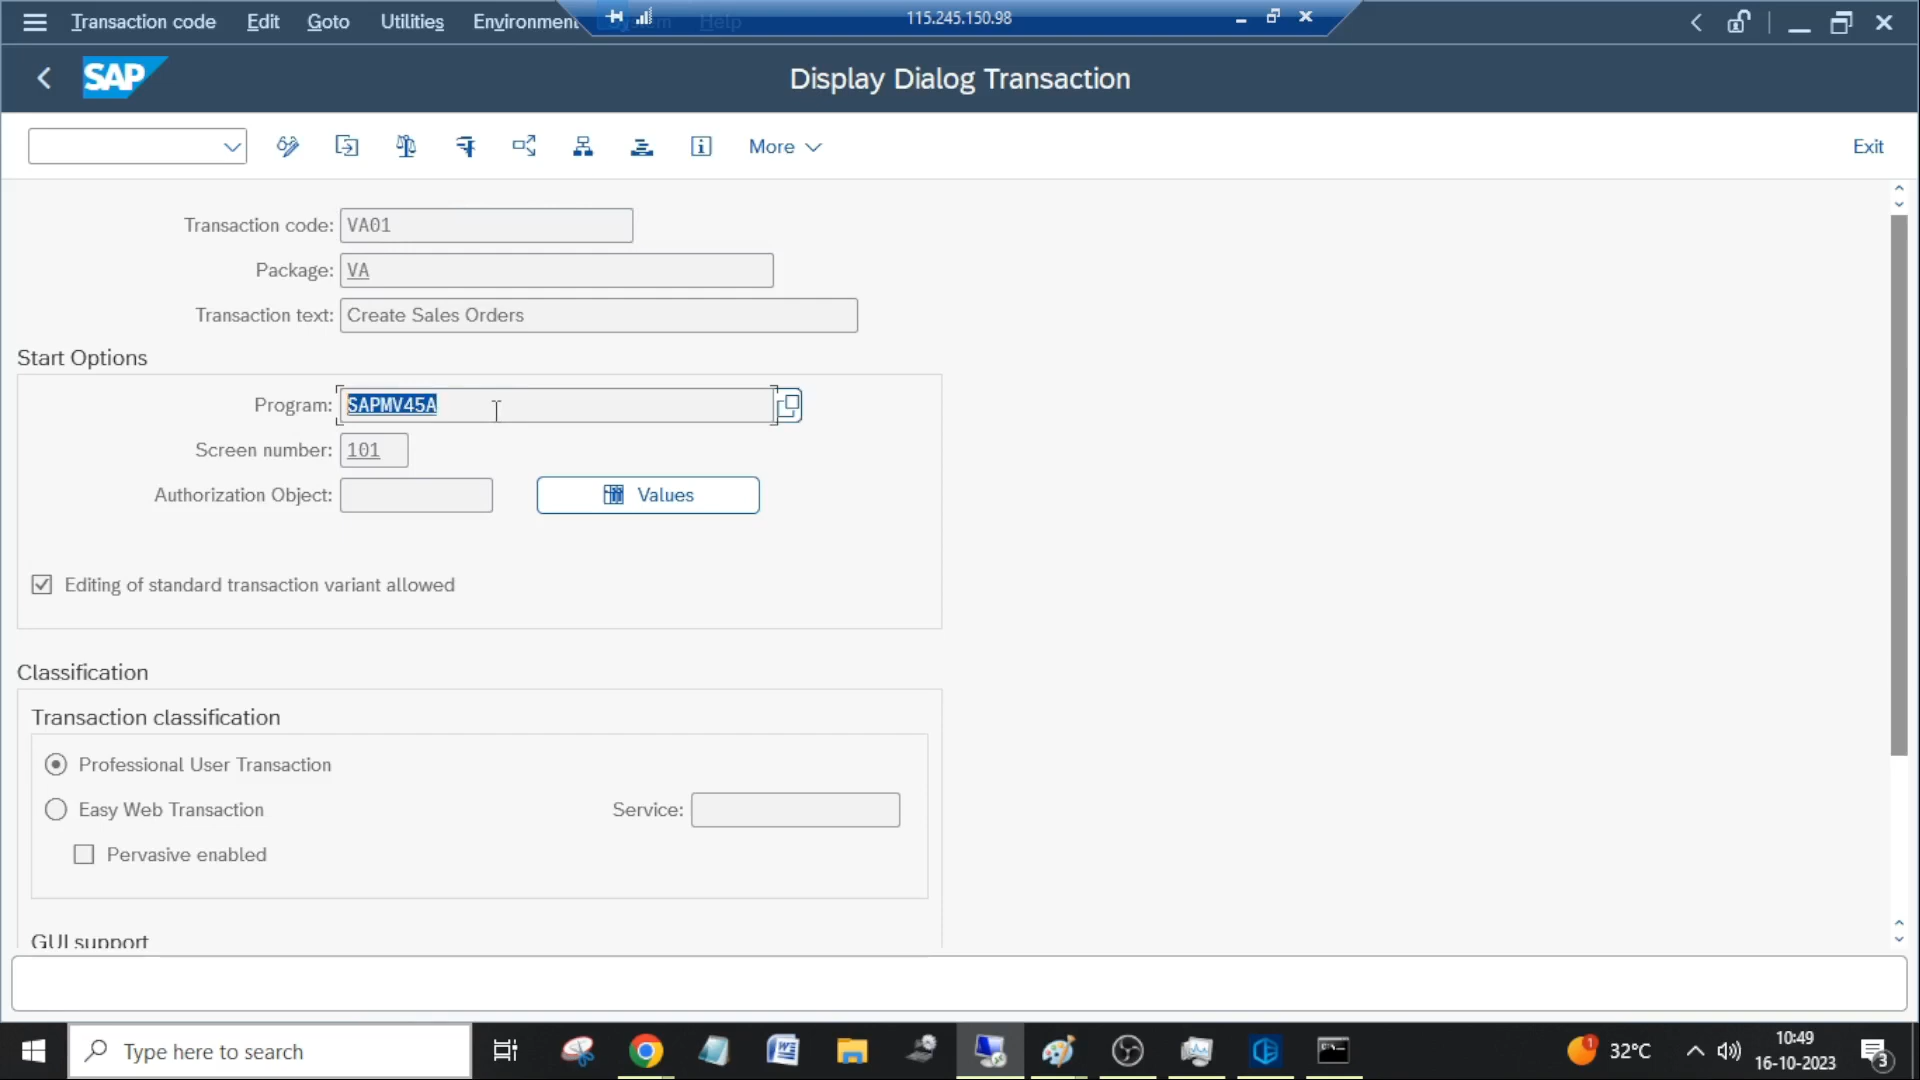 Transaction code Edit Goto Utilities Environment Help
115.245.150.98
SAP
Display Dialog Transaction
More
Exit
Transaction code: VA01
Package: VA
Transaction text: Create Sales Orders
Start Options
Program: SAPMV45A
Screen number: 101
Authorization Object:
Values
Editing of standard transaction variant allowed
Classification
Transaction classification
Professional User Transaction
Easy Web Transaction
Service:
Pervasive enabled
GUI support
Type here to search
1
32°C
10:49
16-10-2023
3